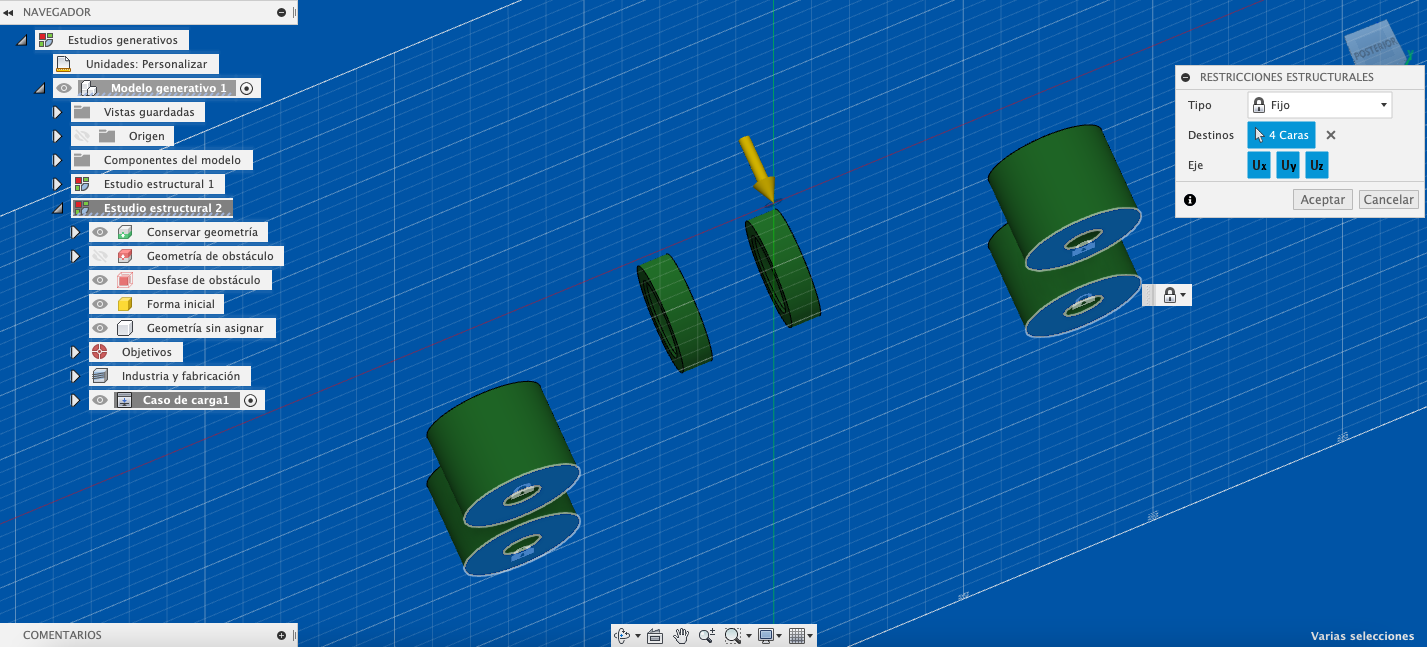 NAVEGADOR
Estudios generativos
Unidades: Personalizar
Modelo generativo 1
Vistas guardadas
Origen
Componentes del modelo
Estudio estructural 1
Estudio estructural 2
Conservar geometría
Geometría de obstáculo
Desfase de obstáculo
Forma inicial
Geometría sin asignar
Objetivos
Industria y fabricación
Caso de carga1
POSTERIOR
RESTRICCIONES ESTRUCTURALES
Tipo Fijo
Destinos 4 Caras
Eje Ux Uy Uz
Aceptar Cancelar
COMENTARIOS
Varias selecciones